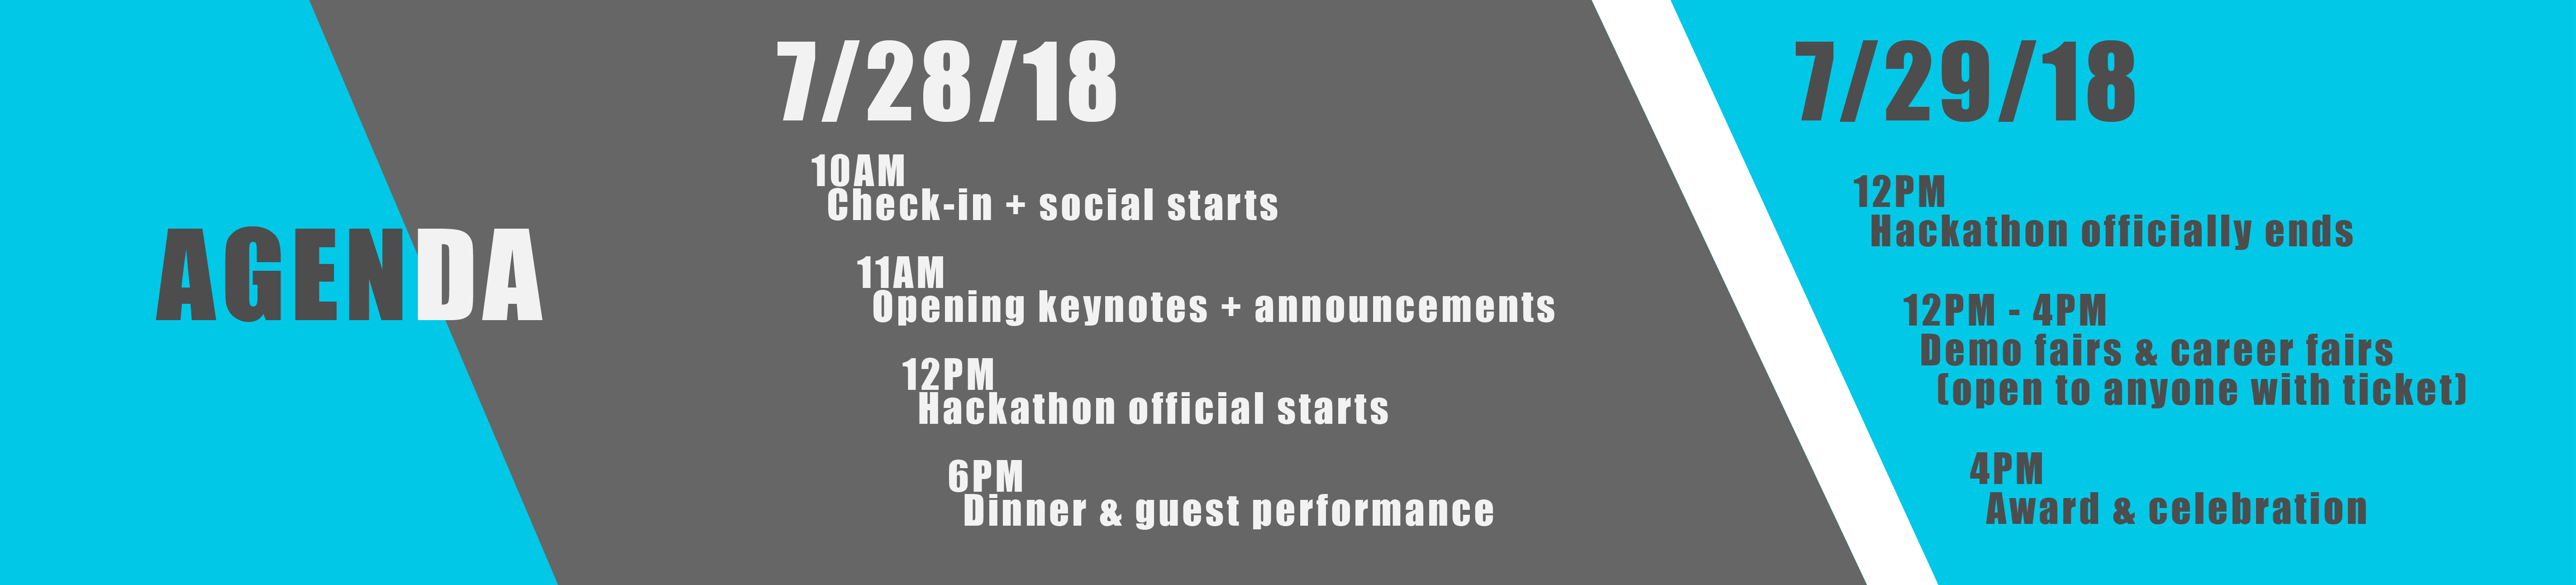 AGENDA
7/28/18
10AM
Check-in + social starts
11AM
Opening keynotes + announcements
12PM
Hackathon official starts
6PM
Dinner & guest performance
7/29/18
12PM
Hackathon officially ends
12PM - 4PM
Demo fairs & career fairs
(open to anyone with ticket)
4PM
Award & celebration